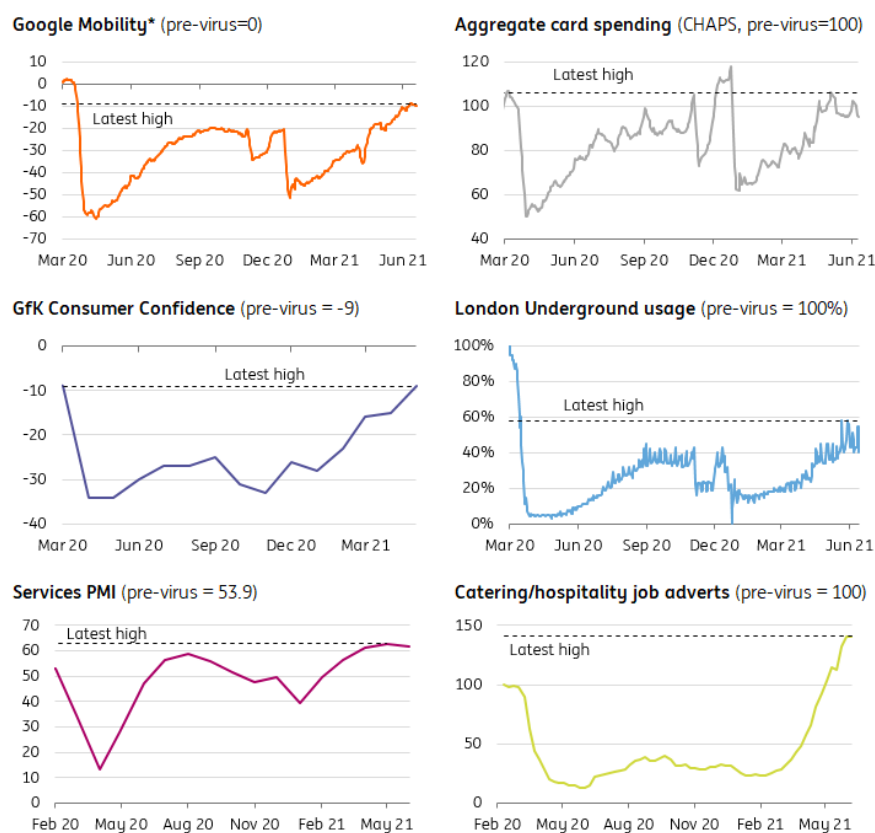 Google Mobility* (pre-virus=0)
10
0
-10
-20
-30
-40
-50
-60
-70
Latest high
Mar 20 Jun 20 Sep 20 Dec 20 Mar 21 Jun 21
Aggregate card spending (CHAPS, pre-virus=100)
120
100
80
60
40
Latest high
Mar 20 Jun 20 Sep 20 Dec 20 Mar 21 Jun 21
GfK Consumer Confidence (pre-virus = -9)
0
-10
-20
-30
-40
Latest high
Mar 20 Jun 20 Sep 20 Dec 20 Mar 21
London Underground usage (pre-virus = 100%)
100%
80%
60%
40%
20%
0%
Latest high
Mar 20 Jun 20 Sep 20 Dec 20 Mar 21 Jun 21
Services PMI (pre-virus = 53.9)
70
60
50
40
30
20
10
0
Latest high
Feb 20 May 20 Aug 20 Nov 20 Feb 21 May 21
Catering/hospitality job adverts (pre-virus = 100)
150
100
50
0
Latest high
Feb 20 May 20 Aug 20 Nov 20 Feb 21 May 21